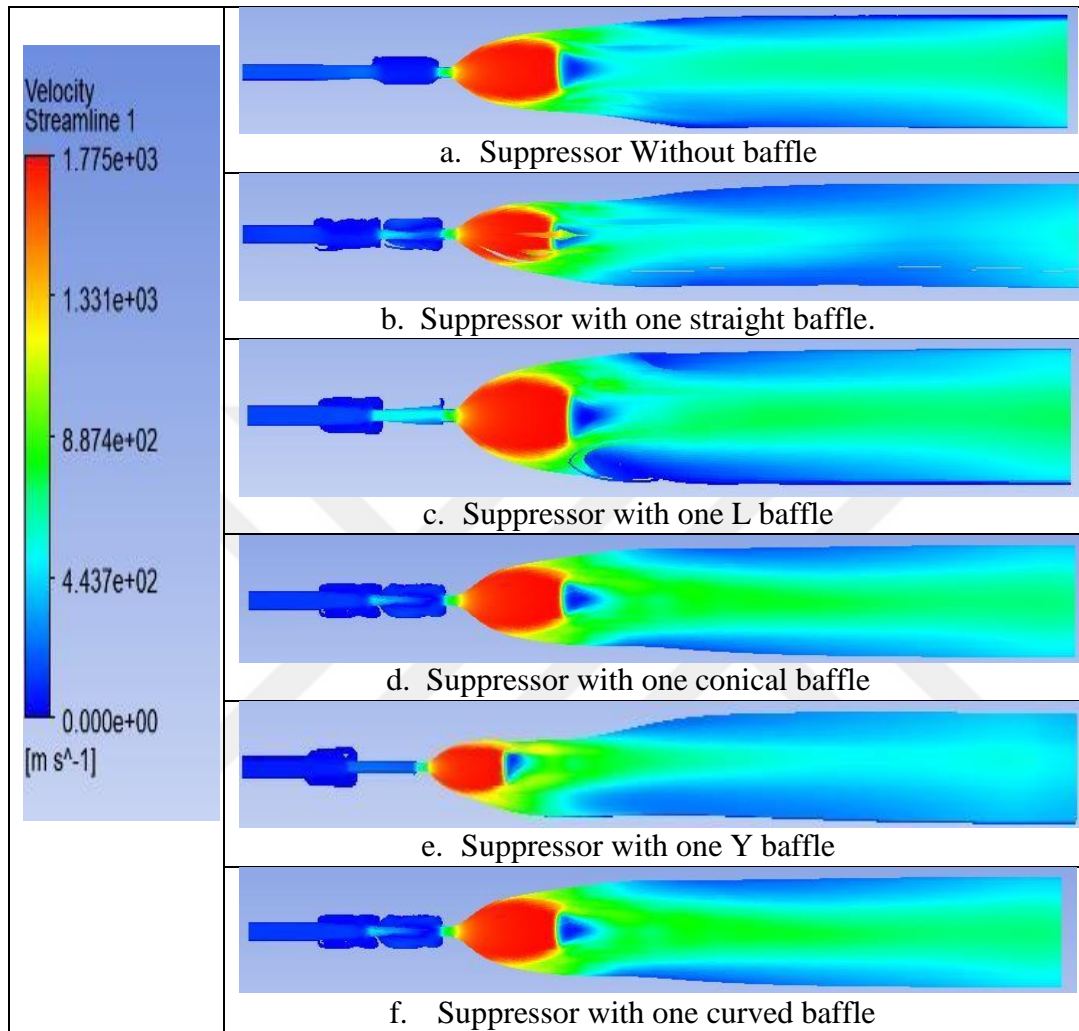 Velocity
Streamline 1
1.775e+03
1.331e+03
8.874e+02
4.437e+02
0.000e+00
[m s^-1]
a. Suppressor Without baffle
b. Suppressor with one straight baffle.
c. Suppressor with one L baffle
d. Suppressor with one conical baffle
e. Suppressor with one Y baffle
f. Suppressor with one curved baffle